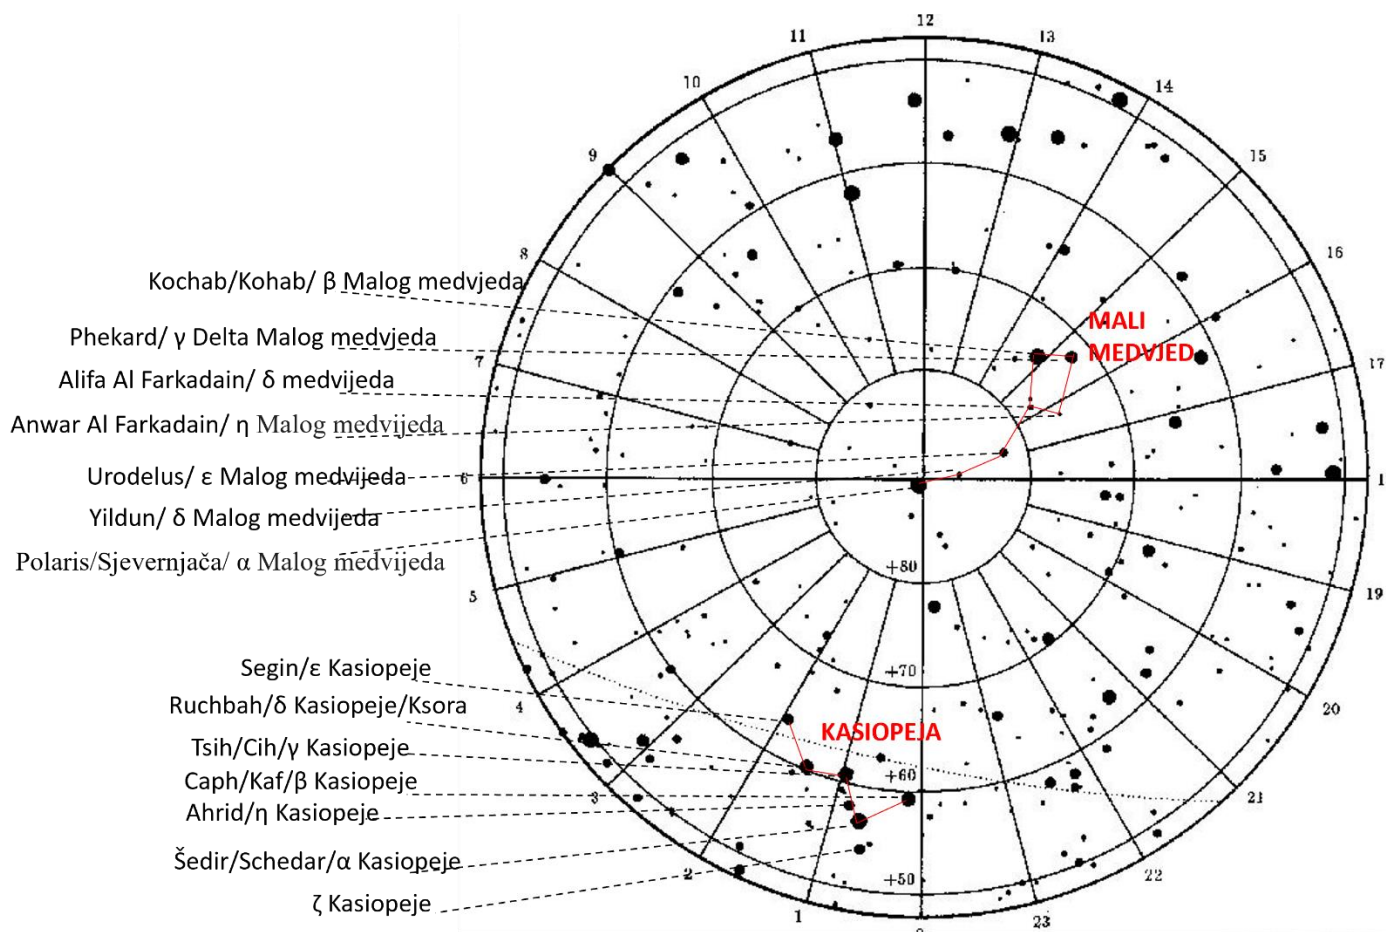 12
11
13
10
14
9
15
8
16
Kochab/Kohab/ β Malog medvjeda
MALI
MEDVJED
Phekard/ γ Delta Malog medvjeda
7
17
Alifa Al Farkadain/ δ medvijeda
Anwar Al Farkadain/ η Malog medvijeda
Urodelus/ ε Malog medvijeda
6
1
Yildun/ δ Malog medvijeda
Polaris/Sjevernjača/ α Malog medvijeda
+80
5
19
Segin/ε Kasiopeje
+70
Ruchbah/δ Kasiopeje/Ksora
4
20
KASIOPEJA
Tsih/Cih/γ Kasiopeje
Caph/Kaf/β Kasiopeje
+60
3
21
Ahrid/η Kasiopeje
Šedir/Schedar/α Kasiopeje
2
22
+50
ζ Kasiopeje
1
23